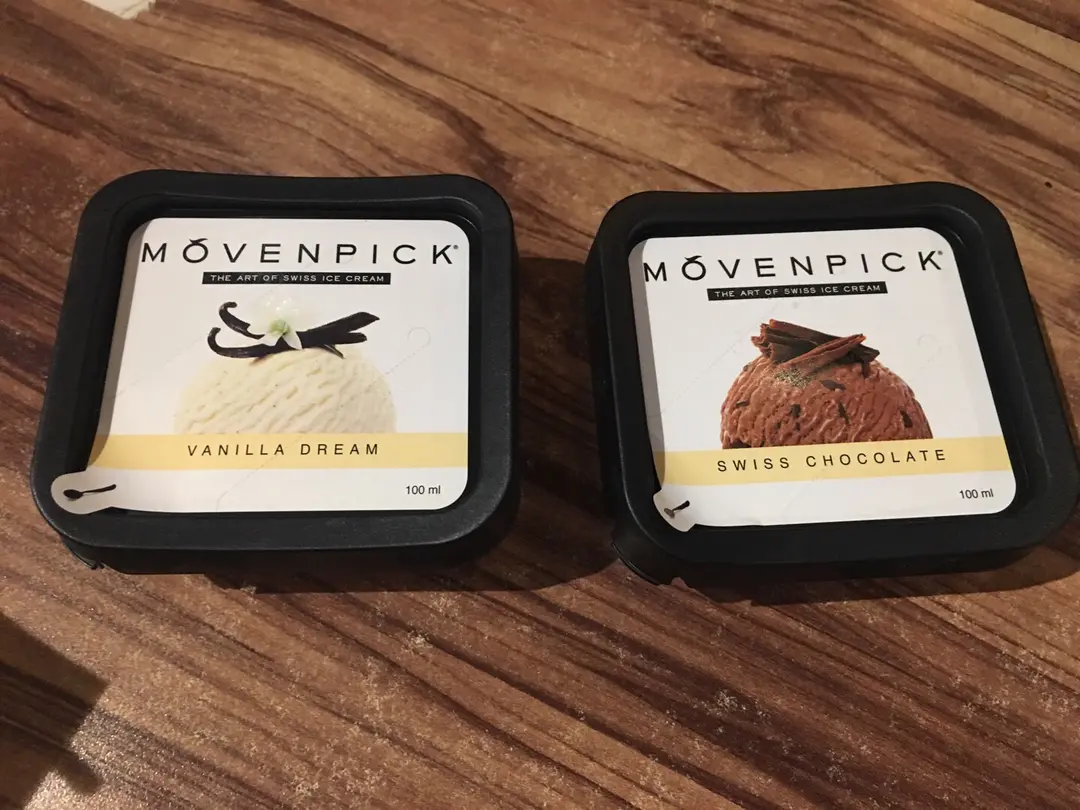 MÖVENPICK®
THE ART OF SWISS ICE CREAM
VANILLA DREAM
100 ml
MÖVENPICK®
THE ART OF SWISS ICE CREAM
SWISS CHOCOLATE
100 ml